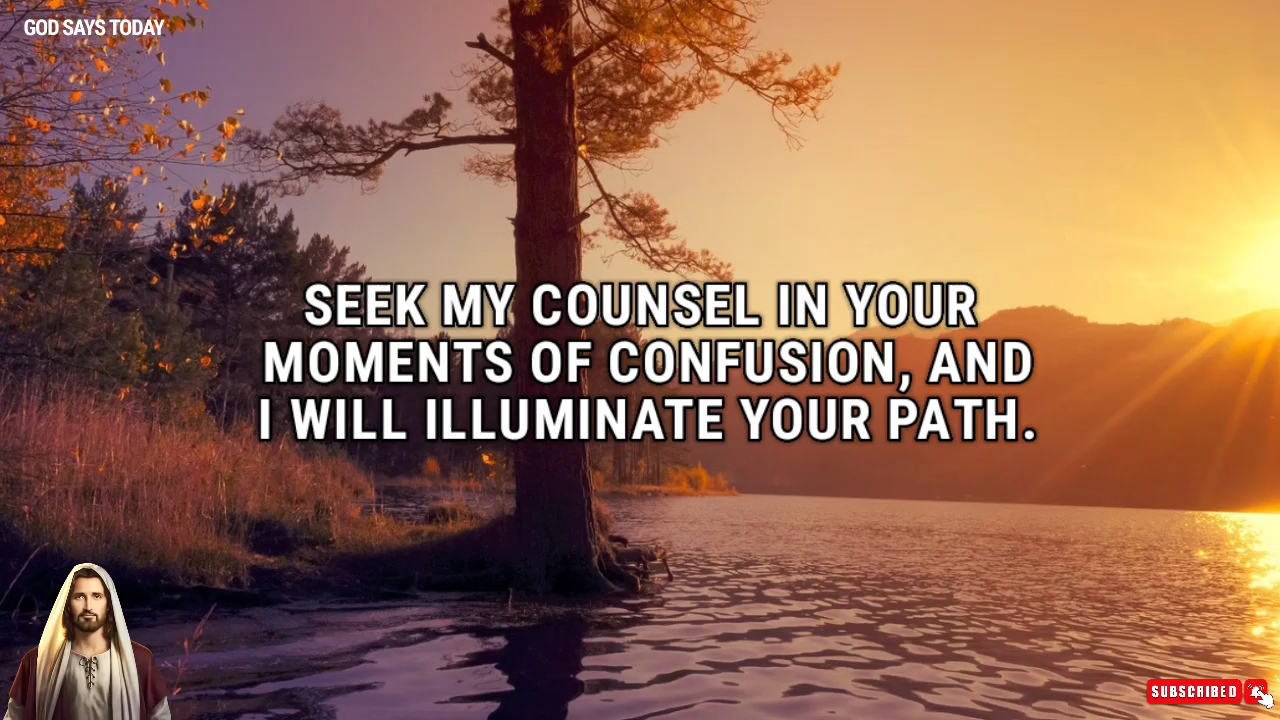 GOD SAYS TODAY
SEEK MY COUNSEL IN YOUR
MOMENTS OF CONFUSION, AND
I WILL ILLUMINATE YOUR PATH.
SUBSCRIBED